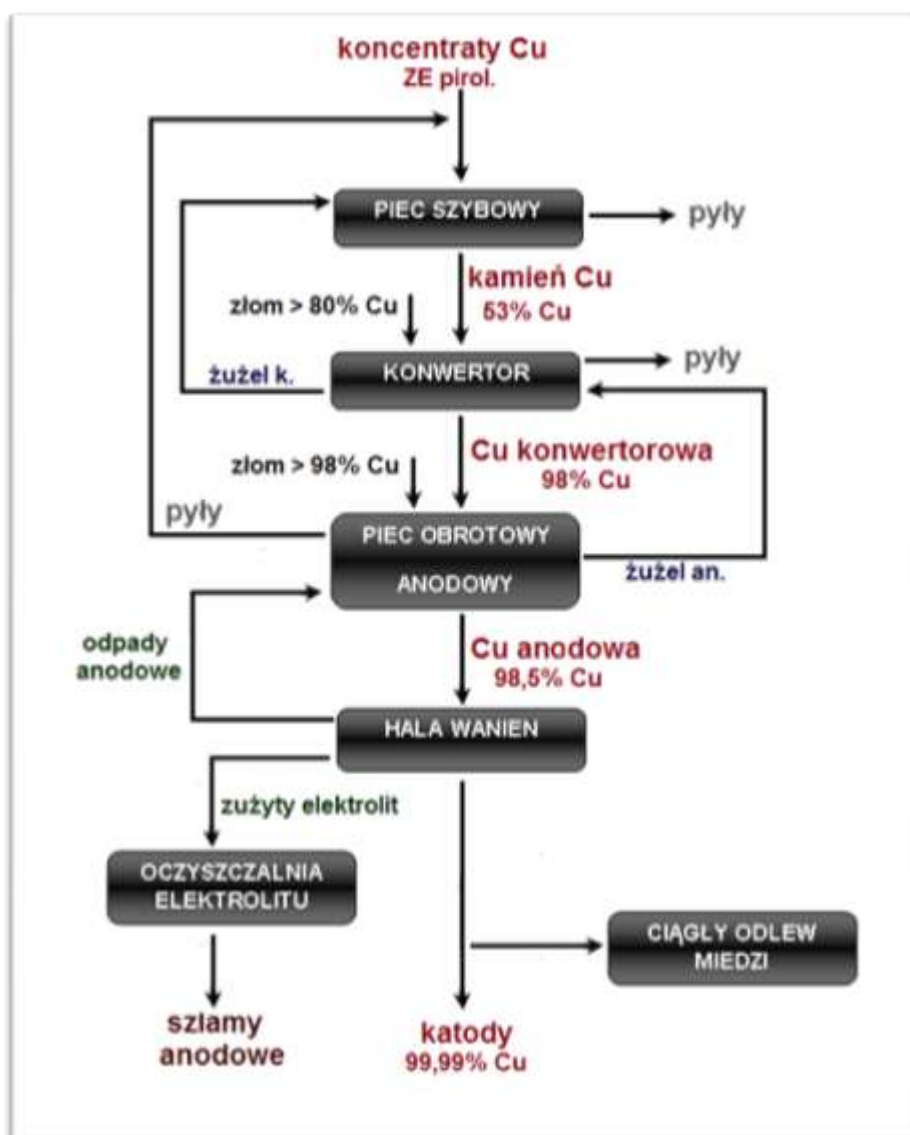 koncentraty Cu
ZE pirol.
PIEC SZYBOWY
pyły
kamień Cu
złom > 80% Cu
53% Cu
KONWERTOR
pyły
żużel k.
Cu konwertorowa
złom > 98% Cu
98% Cu
pyły
PIEC OBROTOWY
ANODOWY
żużel an.
odpady
anodowe
Cu anodowa
98,5% Cu
HALA WANIEN
zużyty elektrolit
OCZYSZCZALNIA
ELEKTROLITU
CIĄGŁY ODLEW
MIEDZI
szlamy
anodowe
katody
99,99% Cu